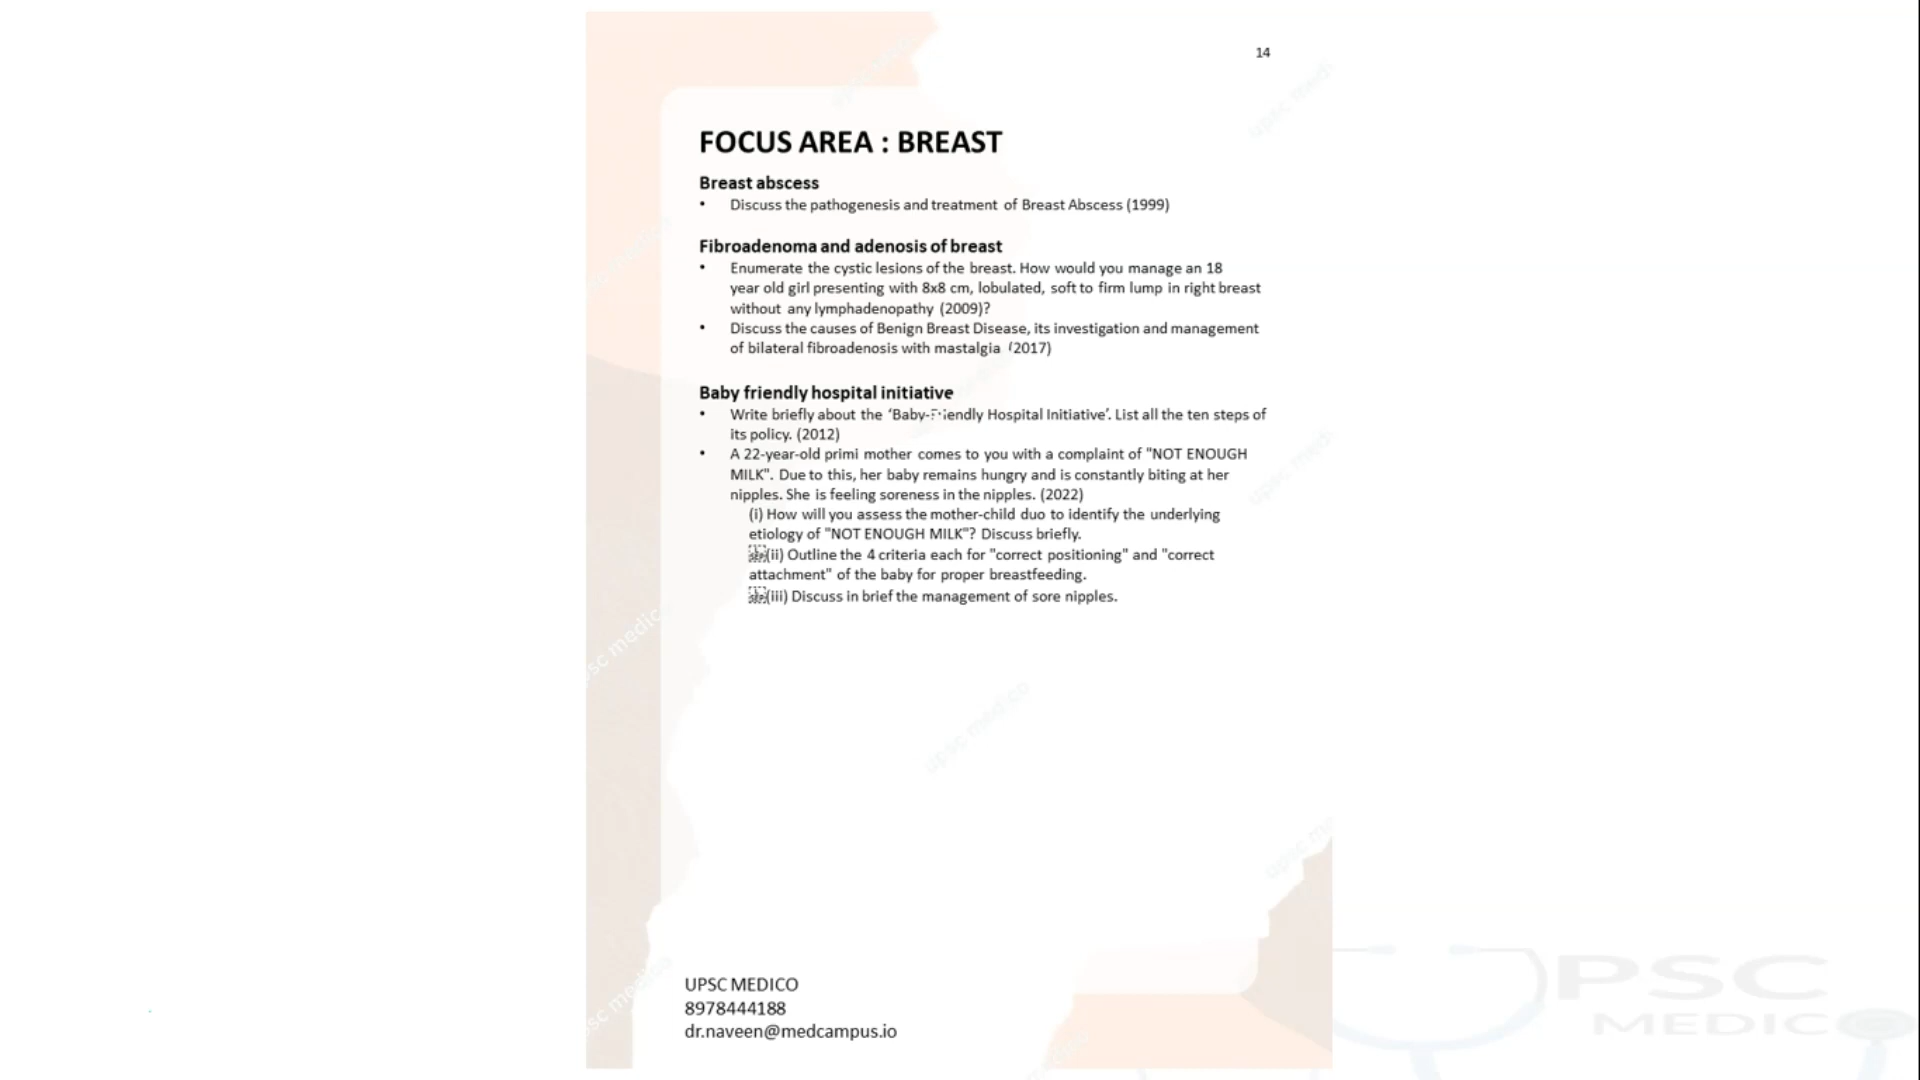 14
FOCUS AREA : BREAST
Breast abscess
• Discuss the pathogenesis and treatment of Breast Abscess (1999)
Fibroadenoma and adenosis of breast
• Enumerate the cystic lesions of the breast. How would you manage an 18
year old girl presenting with 8x8 cm, lobulated, soft to firm lump in right breast
without any lymphadenopathy (2009)?
• Discuss the causes of Benign Breast Disease, its investigation and management
of bilateral fibroadenosis with mastalgia (2017)
Baby friendly hospital initiative
• Write briefly about the ‘Baby-Friendly Hospital Initiative’. List all the ten steps of
its policy. (2012)
• A 22-year-old primi mother comes to you with a complaint of "NOT ENOUGH
MILK". Due to this, her baby remains hungry and is constantly biting at her
nipples. She is feeling soreness in the nipples. (2022)
(i) How will you assess the mother-child duo to identify the underlying
etiology of "NOT ENOUGH MILK"? Discuss briefly.
(ii) Outline the 4 criteria each for "correct positioning" and "correct
attachment" of the baby for proper breastfeeding.
(iii) Discuss in brief the management of sore nipples.
upsc medico
UPSC MEDICO
8978444188
dr.naveen@medcampus.io
PSC
MEDICO